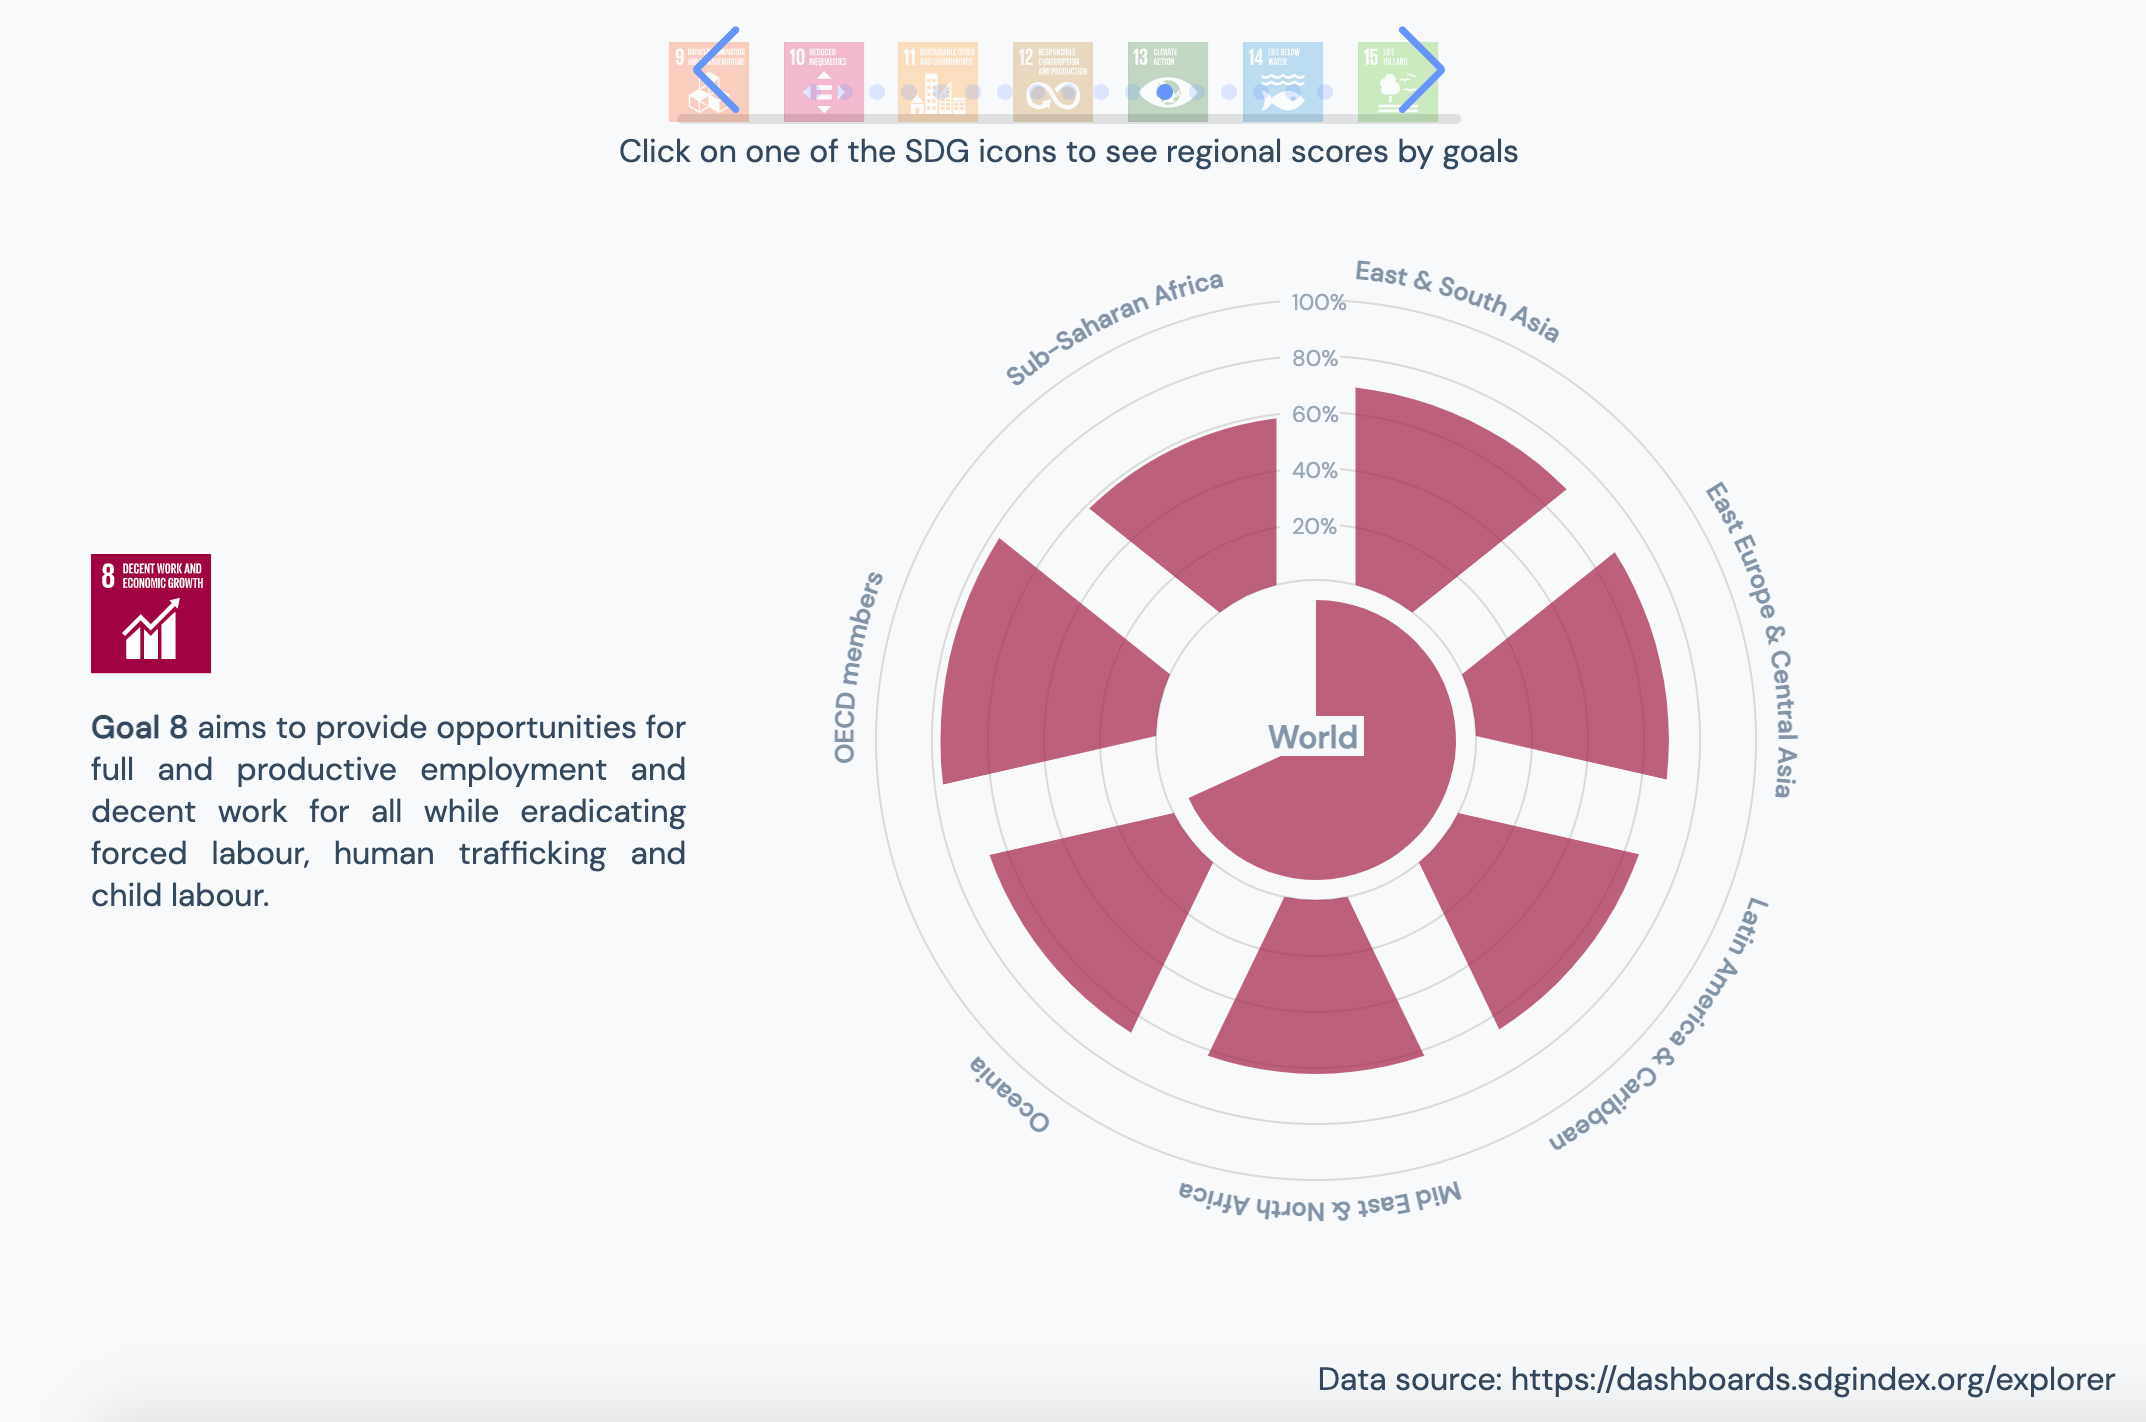 9 INDUSTRY, INNOVATION
AND INFRASTRUCTURE
10 REDUCED
INEQUALITIES
11 SUSTAINABLE CITIES
AND COMMUNITIES
12 RESPONSIBLE
CONSUMPTION
AND PRODUCTION
13 CLIMATE
ACTION
14 LIFE BELOW
WATER
15 LIFE
ON LAND
Click on one of the SDG icons to see regional scores by goals
8 DECENT WORK AND
ECONOMIC GROWTH
Goal 8 aims to provide opportunities for
full and productive employment and
decent work for all while eradicating
forced labour, human trafficking and
child labour.
100%
80%
60%
40%
20%
World
East & South Asia
East Europe & Central Asia
Latin America & Caribbean
Mid East & North Africa
Oceania
OECD members
Sub-Saharan Africa
Data source: https://dashboards.sdgindex.org/explorer